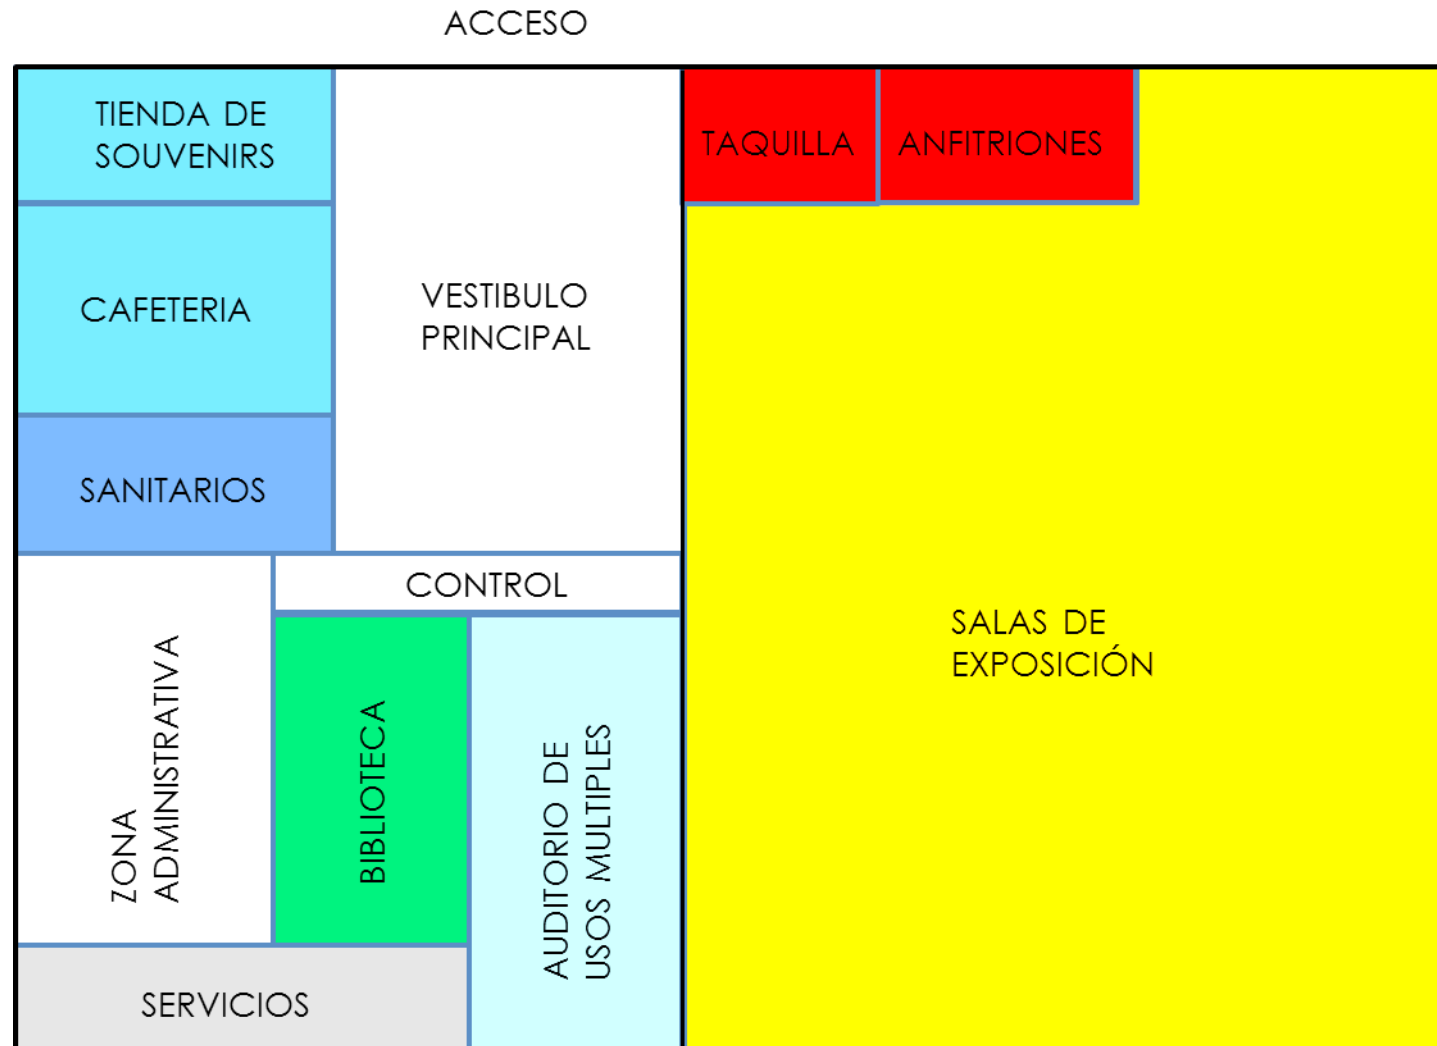 ACCESO
TIENDA DE
SOUVENIRS
TAQUILLA
ANFITRIONES
CAFETERIA
VESTIBULO
PRINCIPAL
SANITARIOS
CONTROL
SALAS DE
EXPOSICIÓN
ZONA
ADMINISTRATIVA
BIBLIOTECA
AUDITORIO DE
USOS MULTIPLES
SERVICIOS